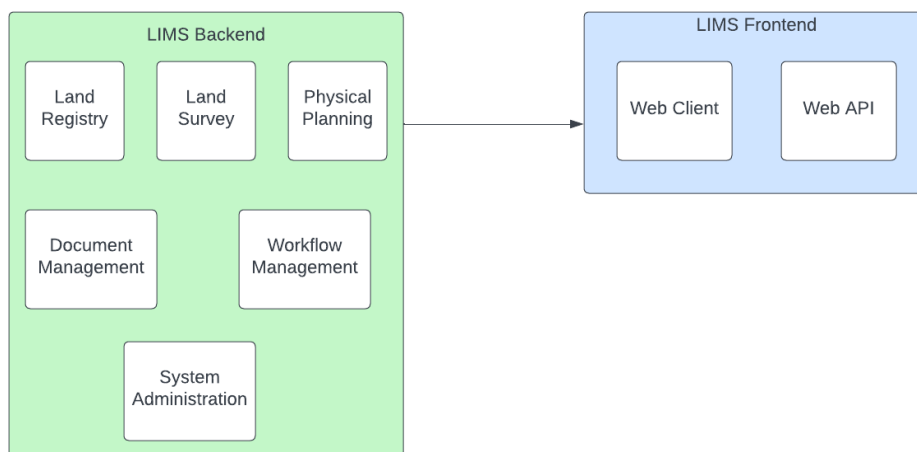 LIMS Backend
Land
Registry
Land
Survey
Physical
Planning
Document
Management
Workflow
Management
System
Administration
LIMS Frontend
Web Client
Web API